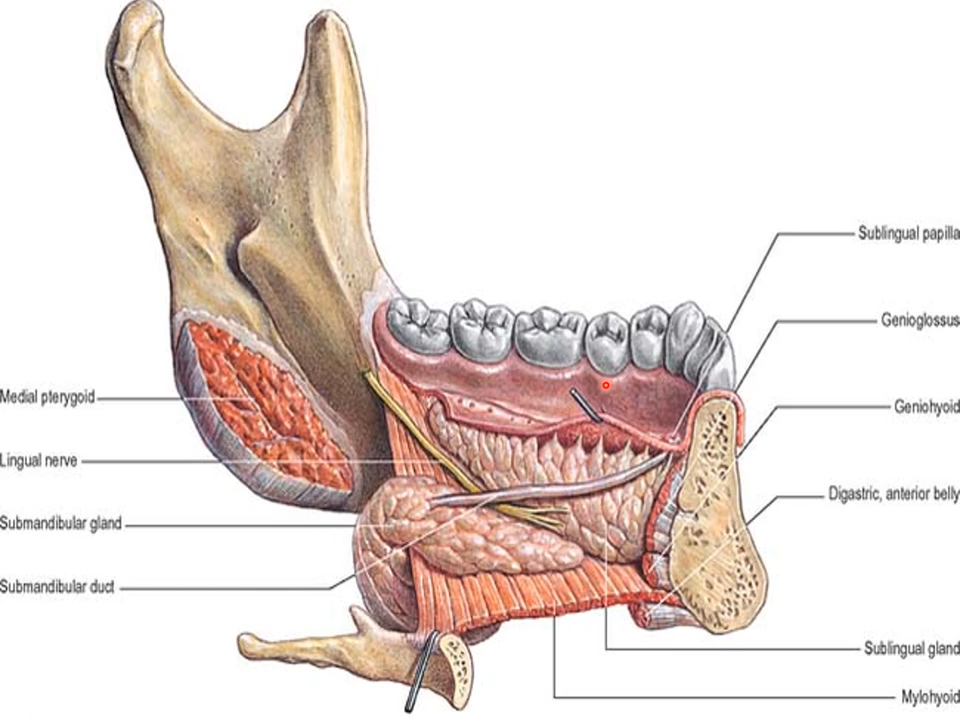 Sublingual papilla
Genioglossus
Medial pterygoid
Geniohyoid
Lingual nerve
Digastric, anterior belly
Submandibular gland
Submandibular duct
Sublingual gland
Mylohyoid